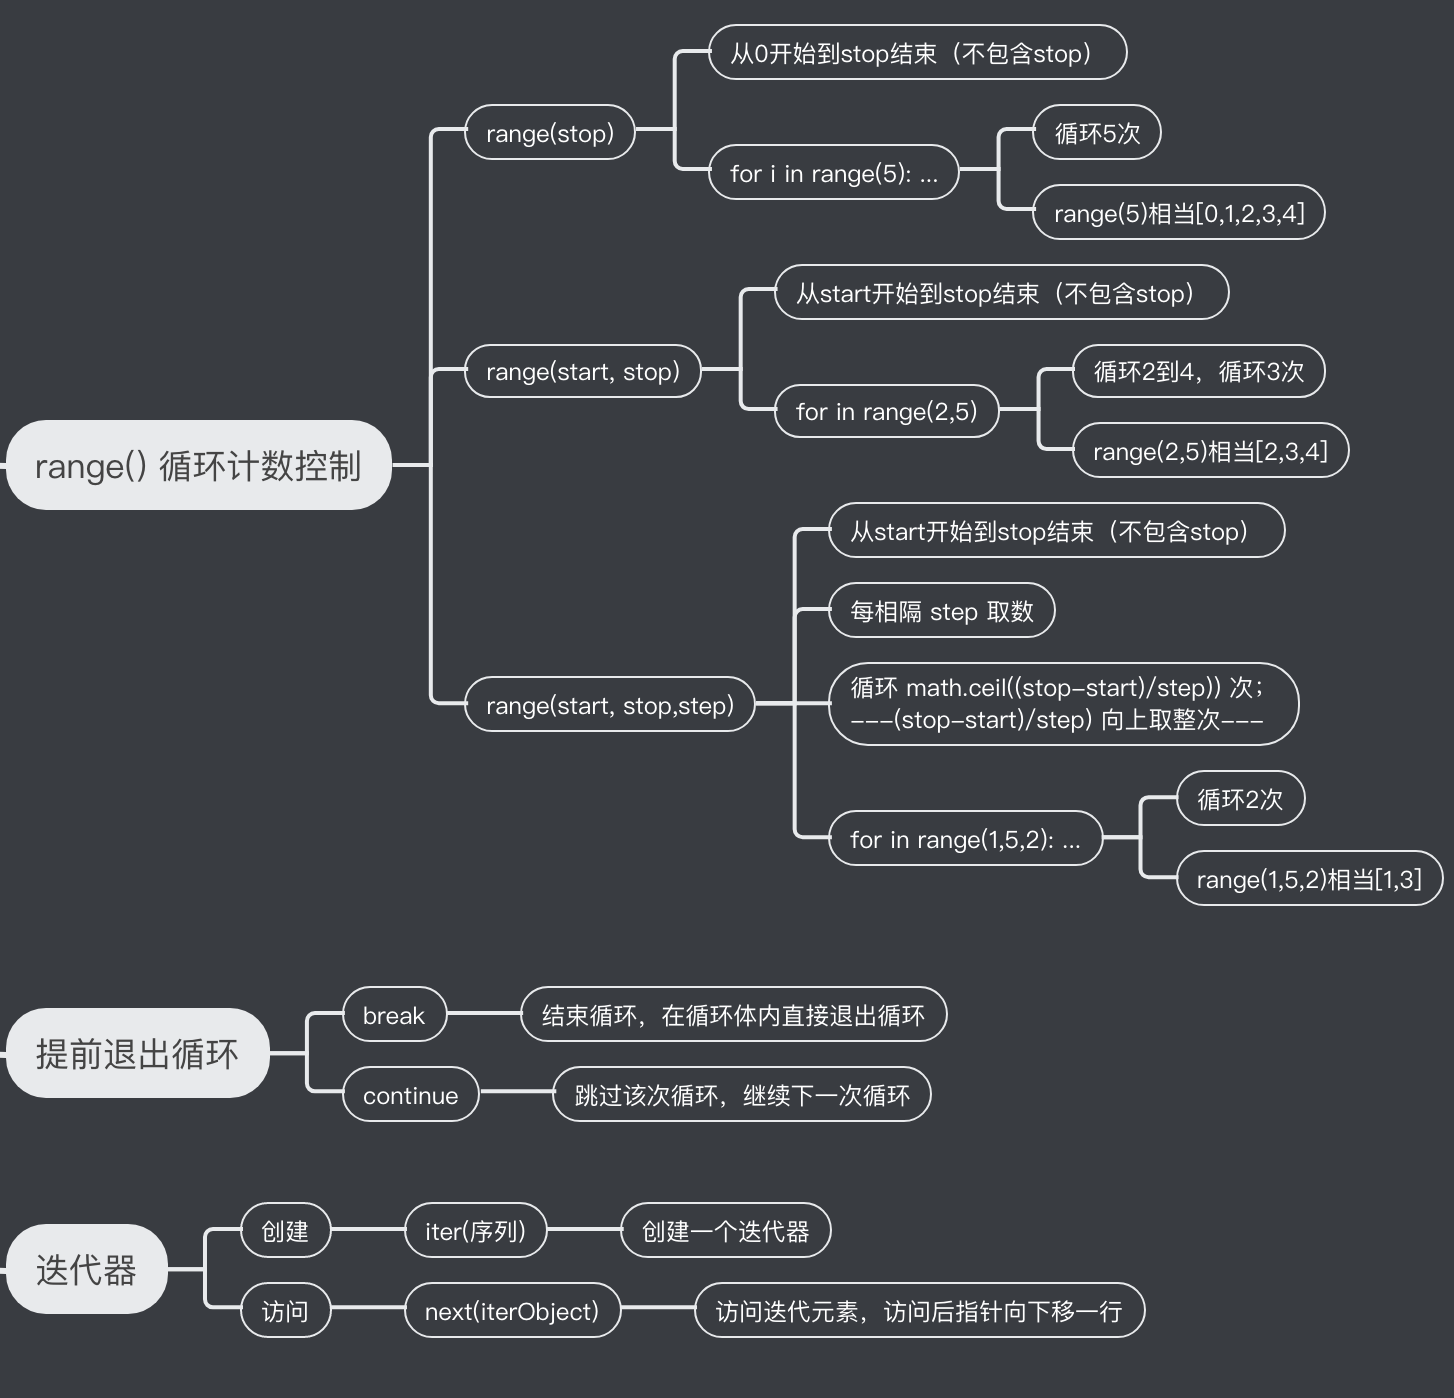 range() 循环计数控制
range(stop)
从0开始到stop结束（不包含stop）
for i in range(5): ...
循环5次
range(5)相当[0,1,2,3,4]
range(start, stop)
从start开始到stop结束（不包含stop）
for in range(2,5)
循环2到4，循环3次
range(2,5)相当[2,3,4]
range(start, stop,step)
从start开始到stop结束（不包含stop）
每相隔 step 取数
循环 math.ceil((stop-start)/step)) 次；
---(stop-start)/step) 向上取整次---
for in range(1,5,2): ...
循环2次
range(1,5,2)相当[1,3]
提前退出循环
break
结束循环，在循环体内直接退出循环
continue
跳过该次循环，继续下一次循环
迭代器
创建
iter(序列)
创建一个迭代器
访问
next(iterObject)
访问迭代元素，访问后指针向下移一行